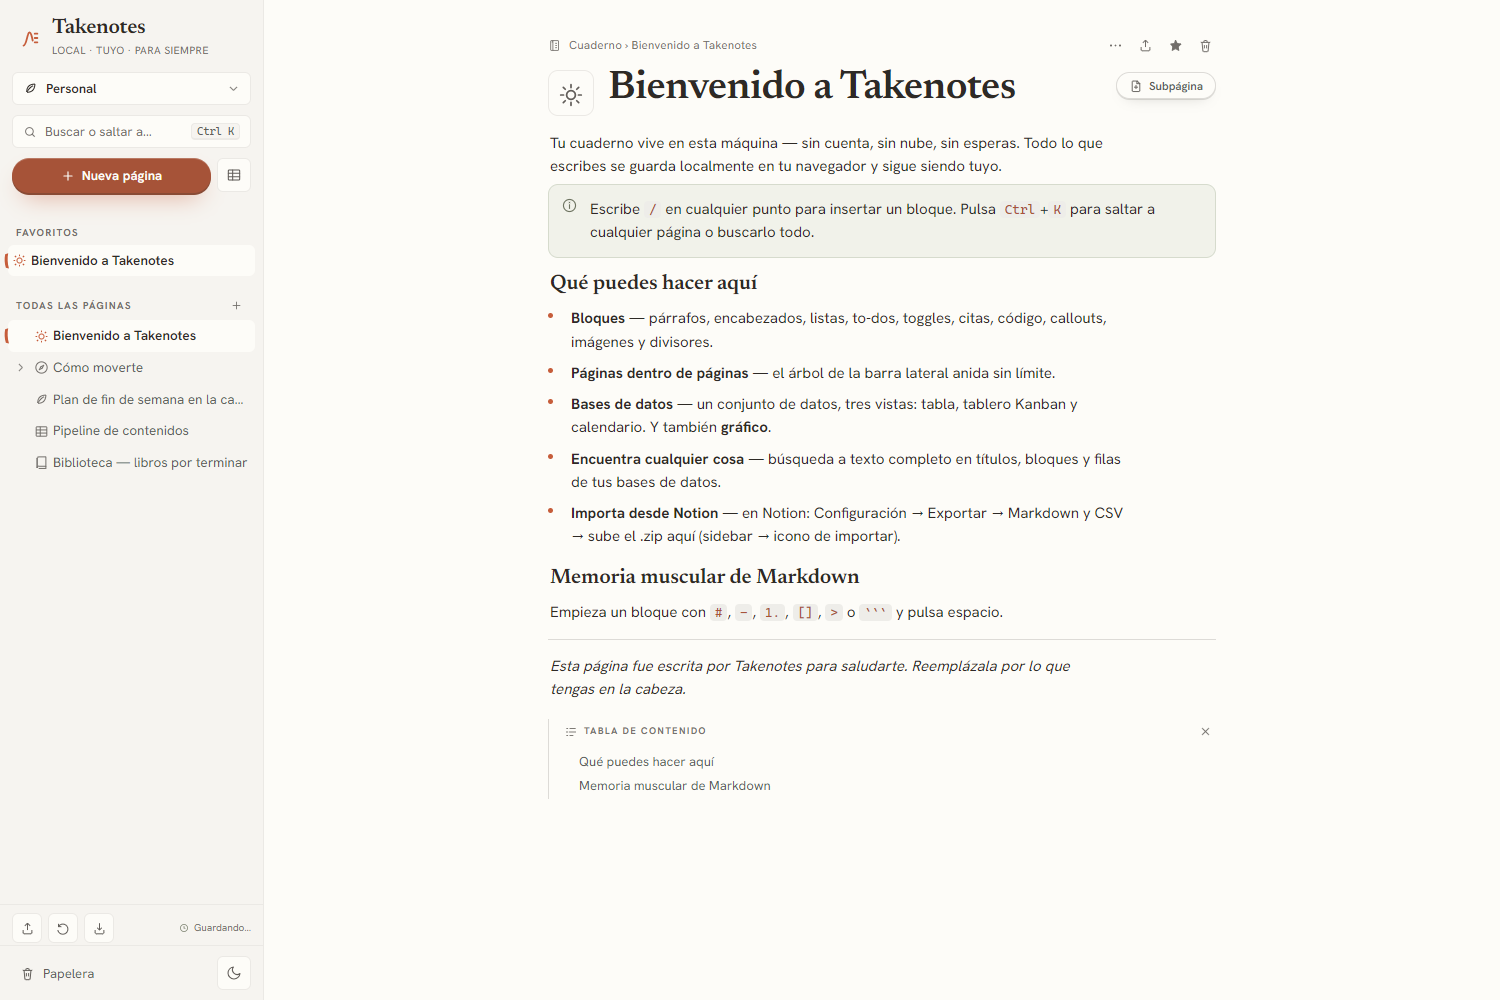 Takenotes
LOCAL · TUYO · PARA SIEMPRE
Personal
Buscar o saltar a...
Ctrl K
Nueva página
FAVORITOS
Bienvenido a Takenotes
TODAS LAS PÁGINAS
Bienvenido a Takenotes
Cómo moverte
Plan de fin de semana en la ca...
Pipeline de contenidos
Biblioteca — libros por terminar
Guardando...
Papelera
Cuaderno › Bienvenido a Takenotes
Bienvenido a Takenotes
Subpágina
Tu cuaderno vive en esta máquina — sin cuenta, sin nube, sin esperas. Todo lo que
escribes se guarda localmente en tu navegador y sigue siendo tuyo.
Escribe / en cualquier punto para insertar un bloque. Pulsa Ctrl + K para saltar a
cualquier página o buscarlo todo.
Qué puedes hacer aquí
Bloques — párrafos, encabezados, listas, to-dos, toggles, citas, código, callouts,
imágenes y divisores.
Páginas dentro de páginas — el árbol de la barra lateral anida sin límite.
Bases de datos — un conjunto de datos, tres vistas: tabla, tablero Kanban y
calendario. Y también gráfico.
Encuentra cualquier cosa — búsqueda a texto completo en títulos, bloques y filas
de tus bases de datos.
Importa desde Notion — en Notion: Configuración → Exportar → Markdown y CSV
→ sube el .zip aquí (sidebar → icono de importar).
Memoria muscular de Markdown
Empieza un bloque con #, -, 1., [], > o ``` y pulsa espacio.
Esta página fue escrita por Takenotes para saludarte. Reemplázala por lo que
tengas en la cabeza.
TABLA DE CONTENIDO
Qué puedes hacer aquí
Memoria muscular de Markdown